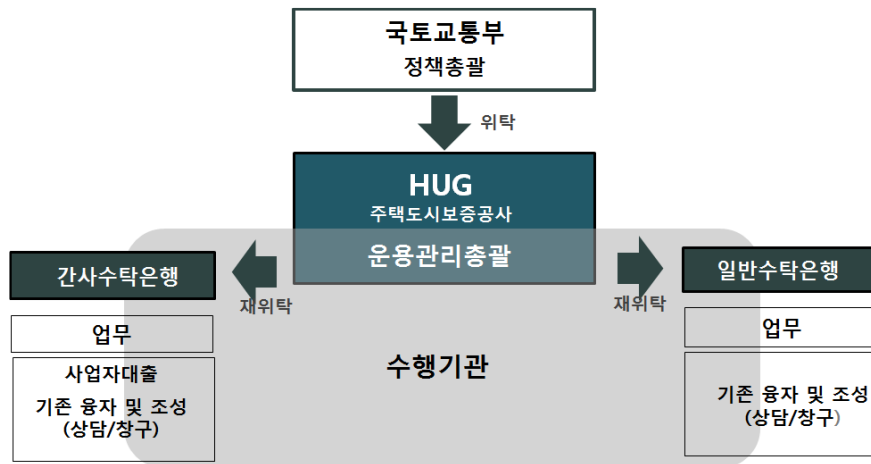 국토교통부
정책총괄
위탁
HUG
주택도시보증공사
운용관리총괄
간사수탁은행
재위탁
재위탁
일반수탁은행
업무
사업자대출
기존 융자 및 조성
(상담/창구)
수행기관
업무
기존 융자 및 조성
(상담/창구)